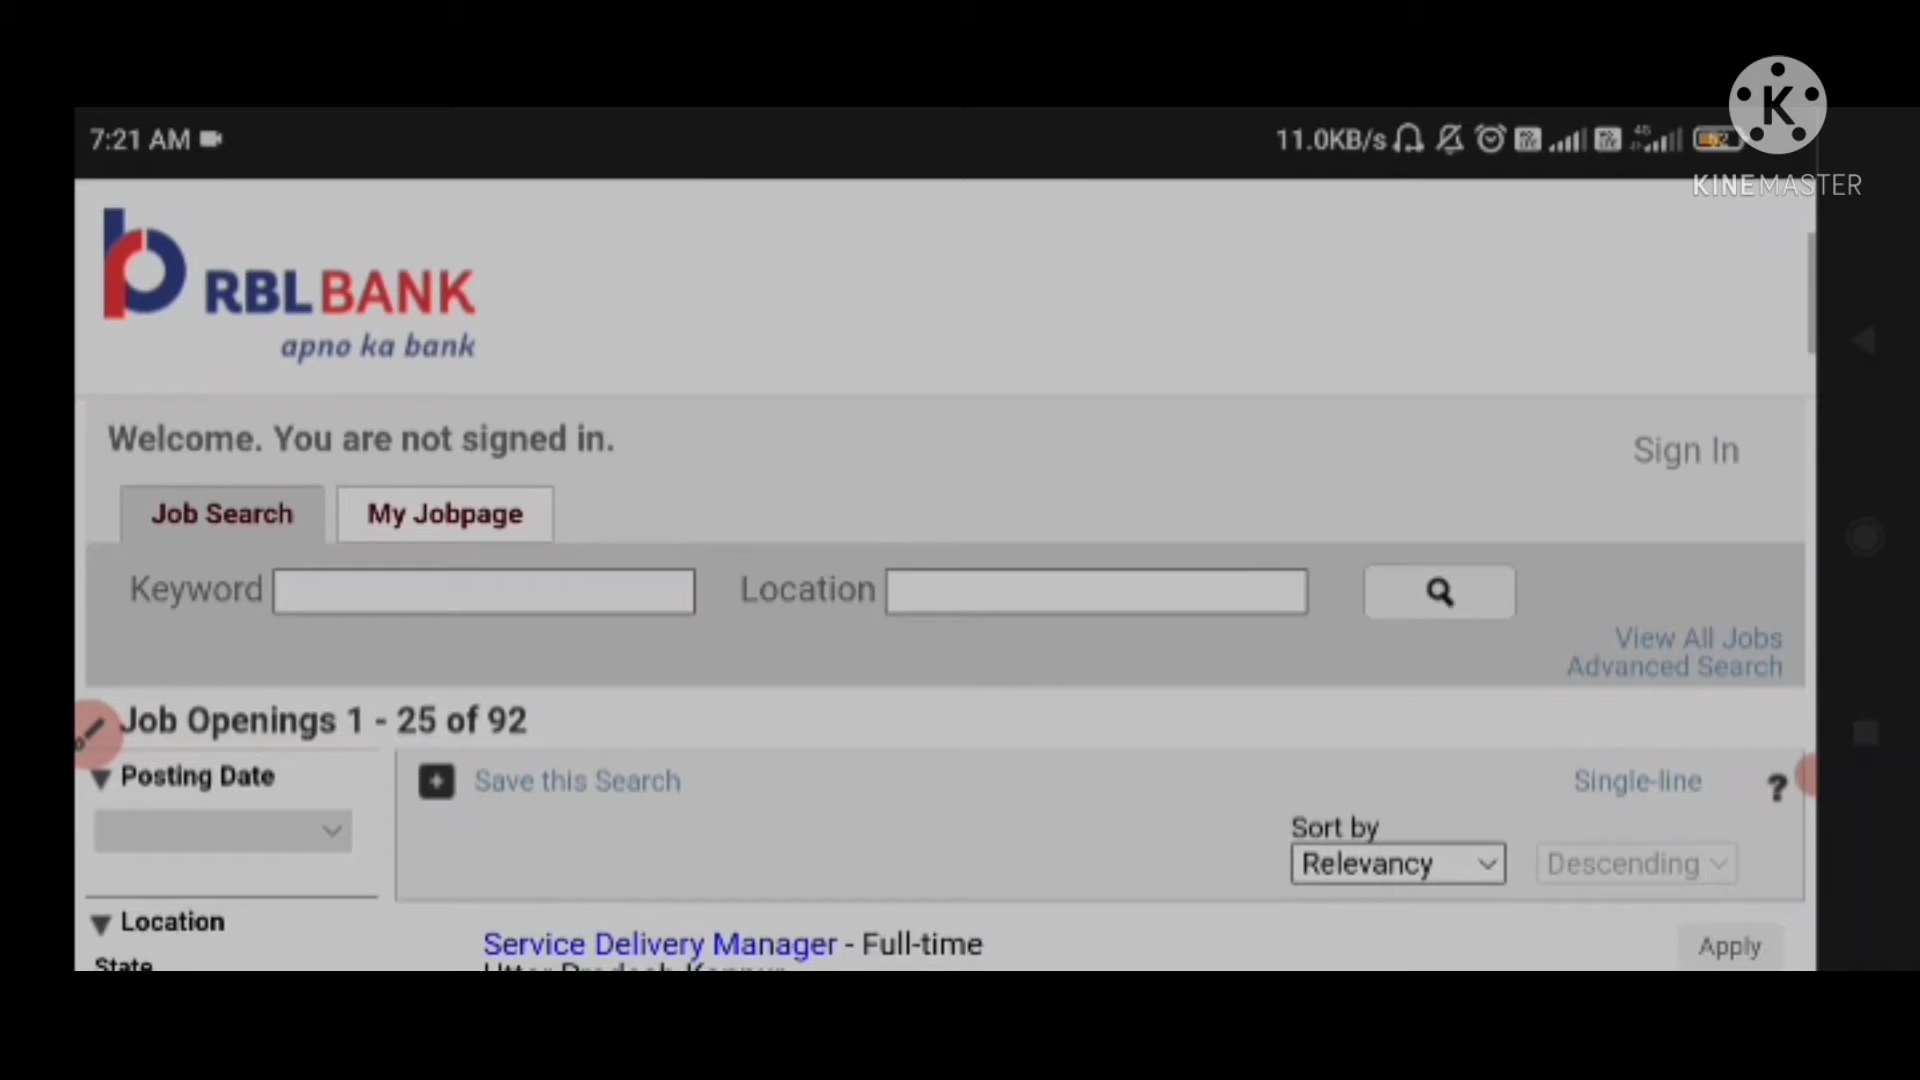 7:21 AM
11.0KB/s
KINEMASTER
RBL BANK
apno ka bank
Welcome. You are not signed in.
Sign In
Job Search
My Jobpage
Keyword
Location
View All Jobs
Advanced Search
Job Openings 1 - 25 of 92
Posting Date
Save this Search
Single-line
?
Sort by
Relevancy
Descending
Location
Service Delivery Manager - Full-time
Apply
State